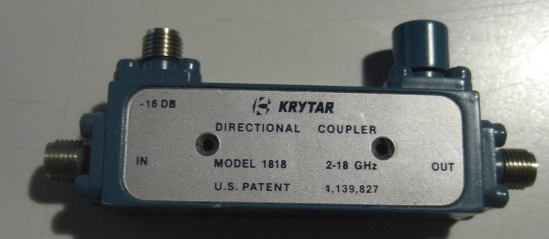 -16 DB
KRYTAR
DIRECTIONAL COUPLER
IN MODEL 1818 2-18 GHz OUT
U.S. PATENT 4,139,827